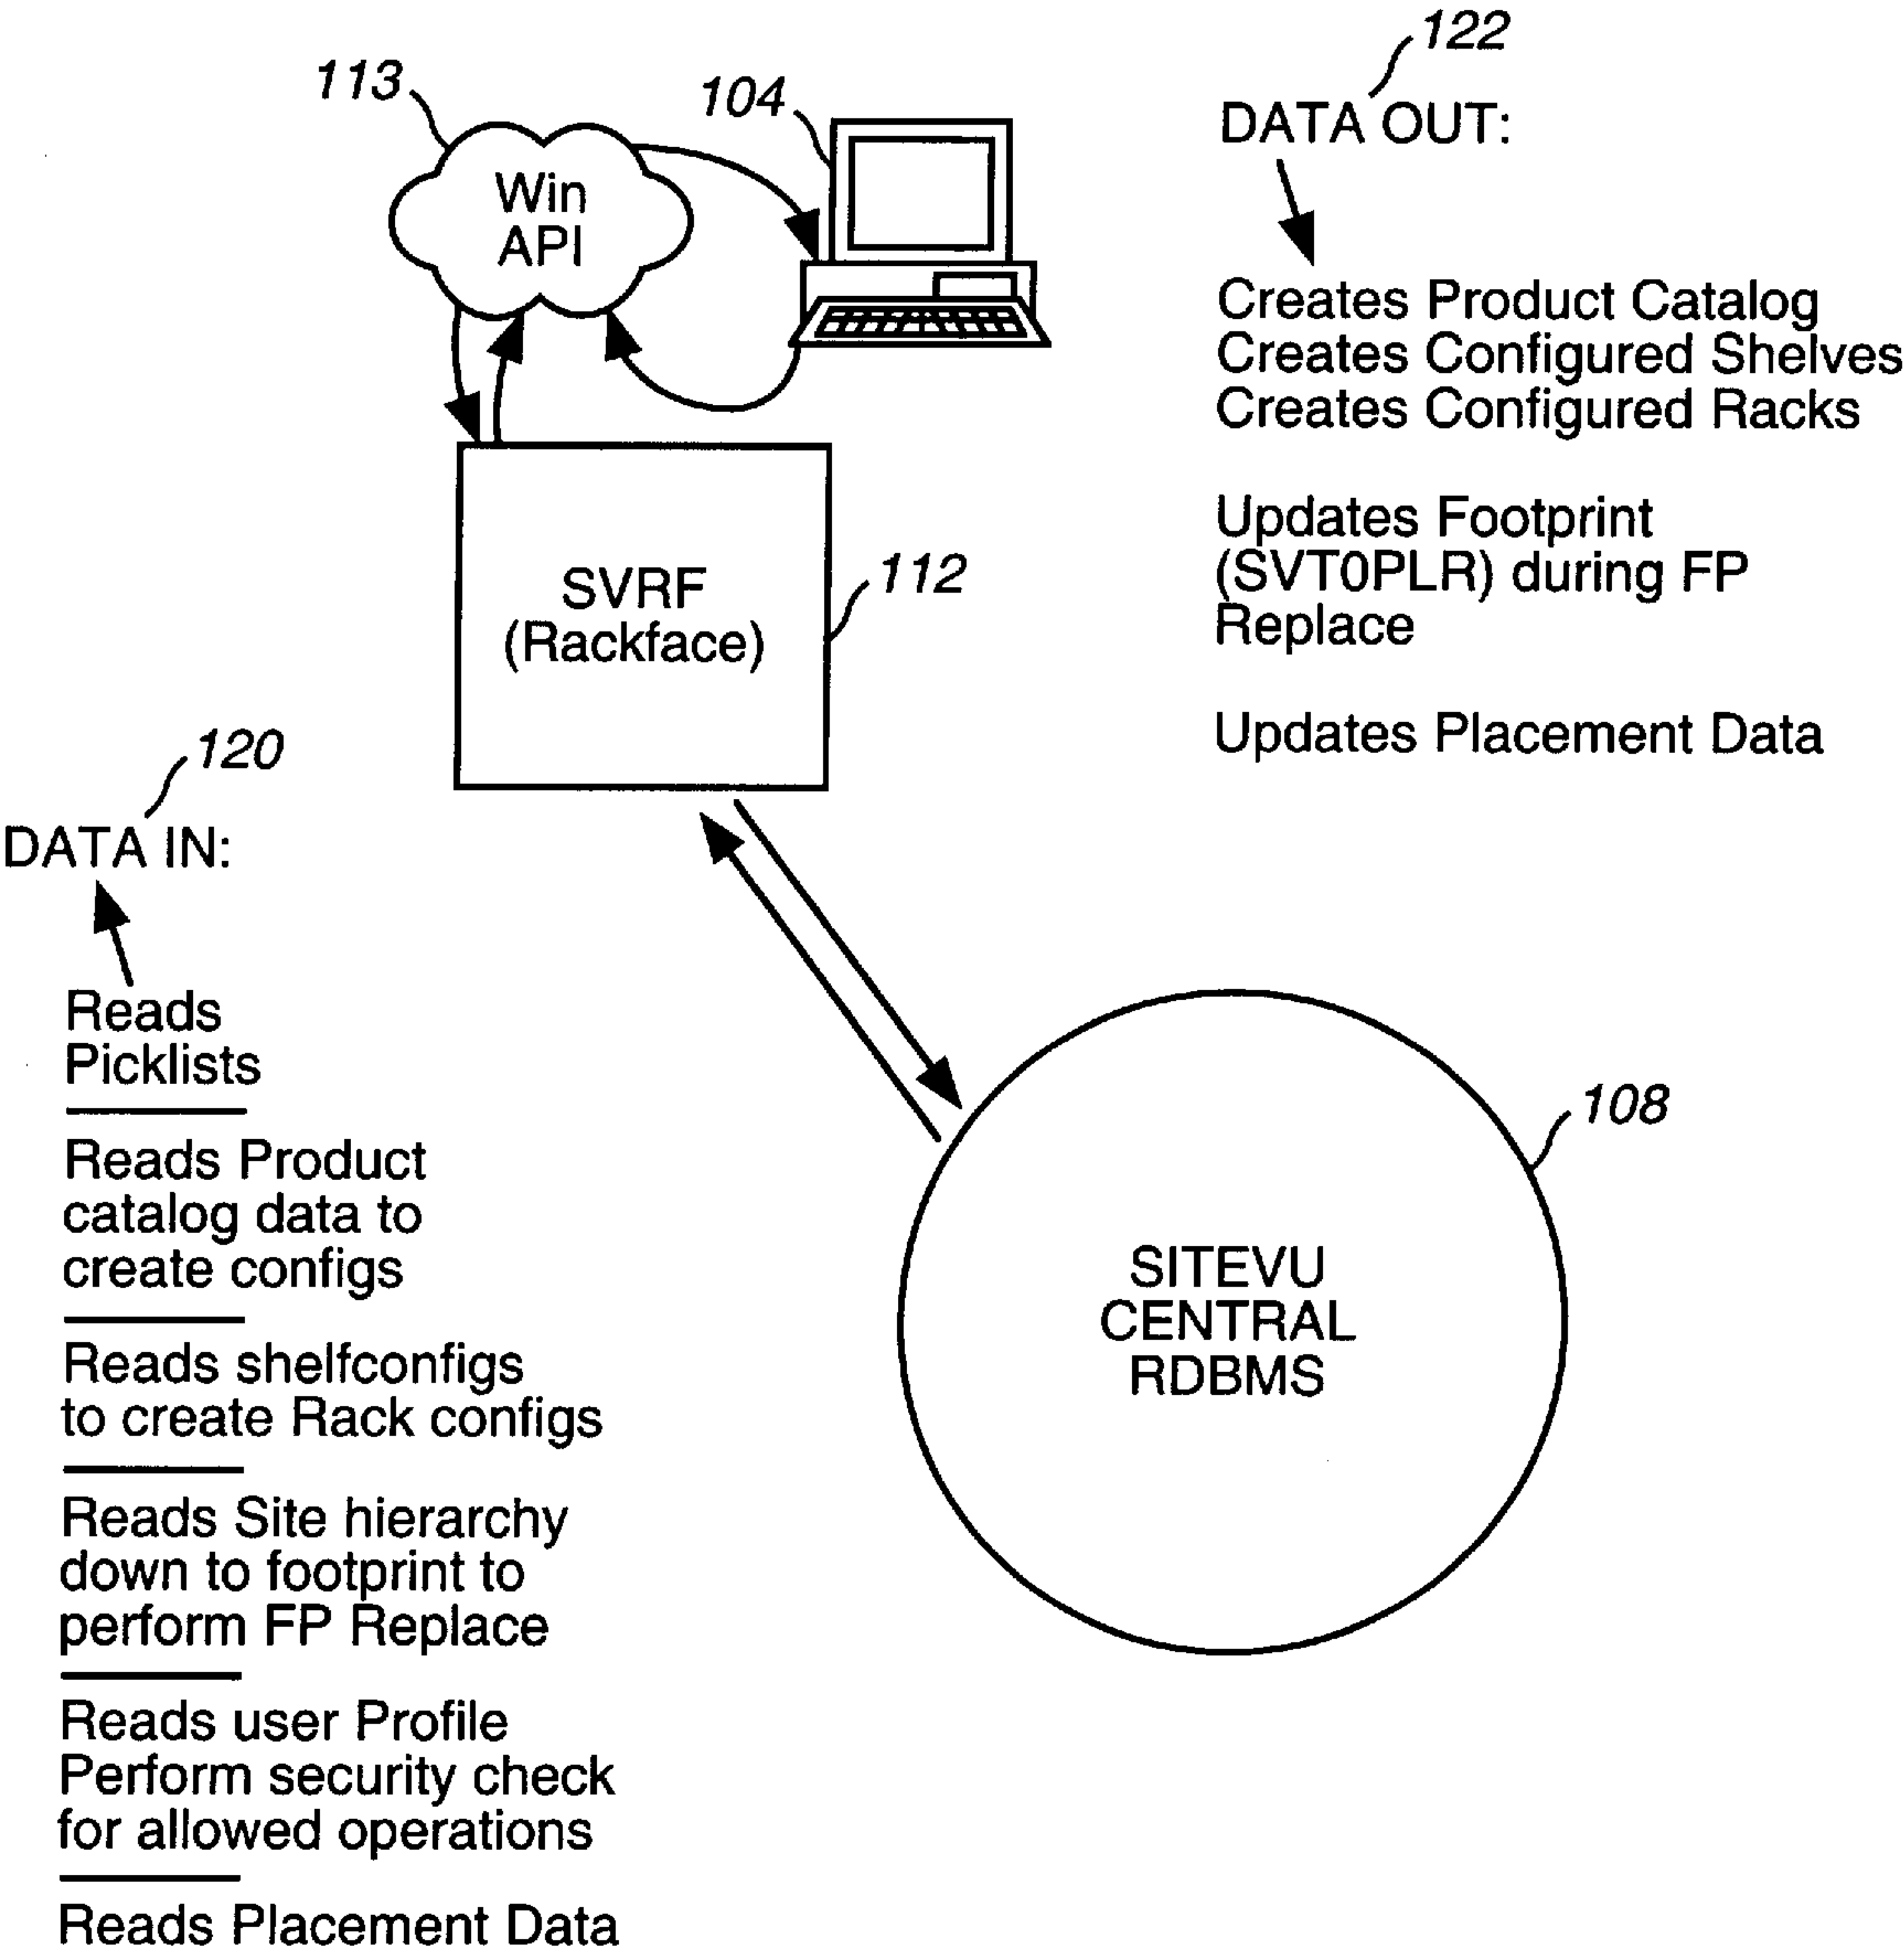 113
104
122
DATA OUT:
Win
API
Creates Product Catalog
Creates Configured Shelves
Creates Configured Racks
Updates Footprint
(SVT0PLR) during FP
Replace
Updates Placement Data
SVRF
(Rackface)
112
120
DATA IN:
Reads
Picklists
Reads Product
catalog data to
create configs
Reads shelfconfigs
to create Rack configs
Reads Site hierarchy
down to footprint to
perform FP Replace
Reads user Profile
Perform security check
for allowed operations
Reads Placement Data
108
SITEVU
CENTRAL
RDBMS